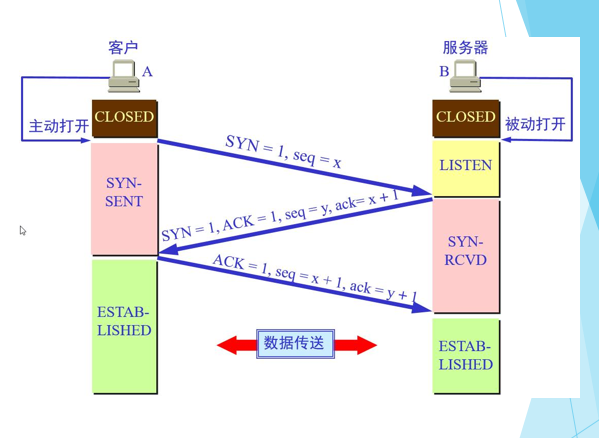 客户
服务器
A
B
CLOSED
CLOSED
主动打开
被动打开
SYN = 1, seq = x
LISTEN
SYN-
SENT
SYN = 1, ACK = 1, seq = y, ack= x + 1
SYN-
RCVD
ACK = 1, seq = x + 1, ack = y + 1
ESTAB-
LISHED
数据传送
ESTAB-
LISHED